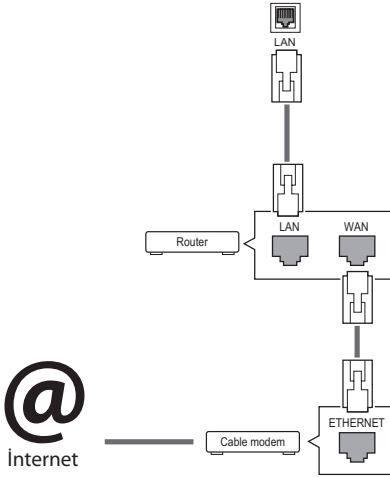 LAN
LAN WAN
Router
ETHERNET
@
Cable modem
İnternet